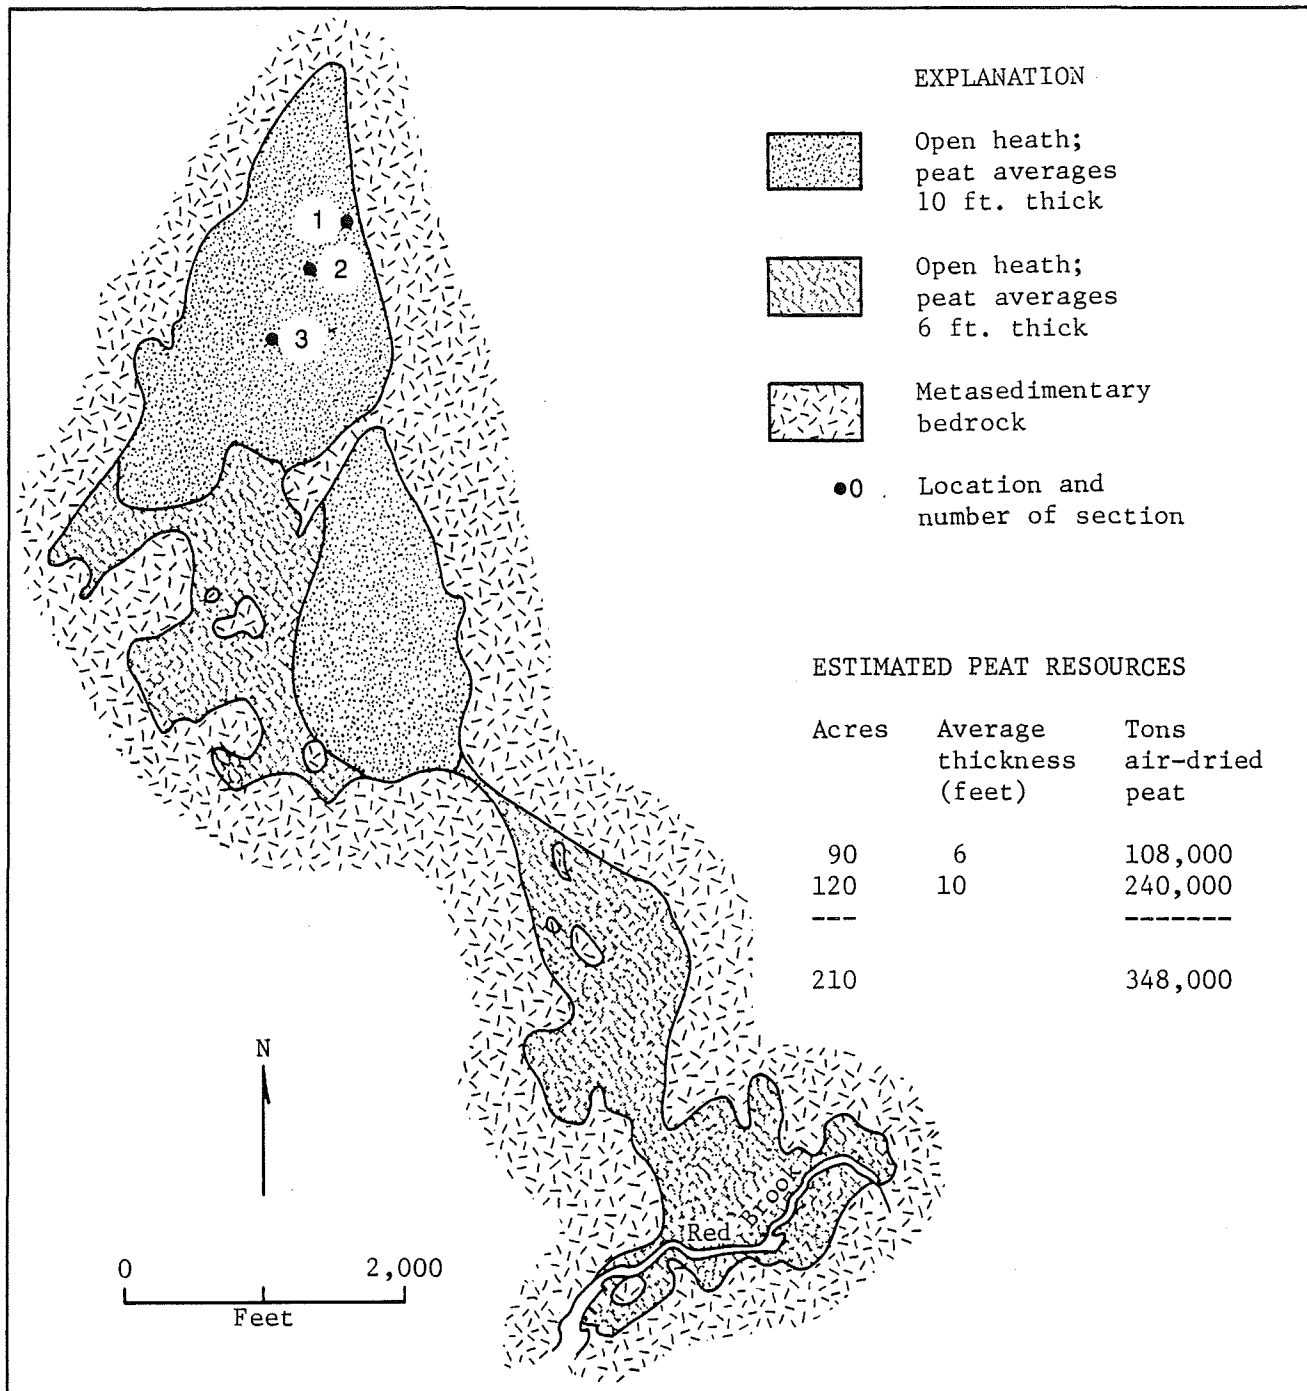 EXPLANATION
Open heath;
peat averages
10 ft. thick
Open heath;
peat averages
6 ft. thick
Metasedimentary
bedrock
0
Location and
number of section
1
2
3
ESTIMATED PEAT RESOURCES
Acres Average Tons
thickness air-dried
(feet) peat
90 6 108,000
120 10 240,000
--- -------
210 348,000
N
Red Brook
0 2,000
Feet